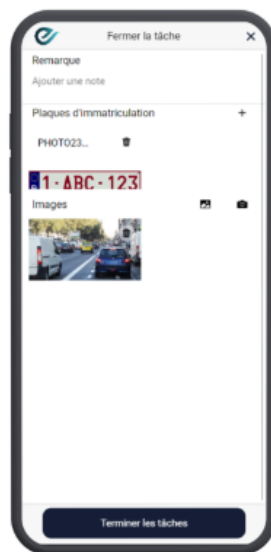 Fermer la tâche
Remarque
Ajouter une note
Plaques d'immatriculation
PHOTO23...
1-ABC-123
Images
Terminer les tâches